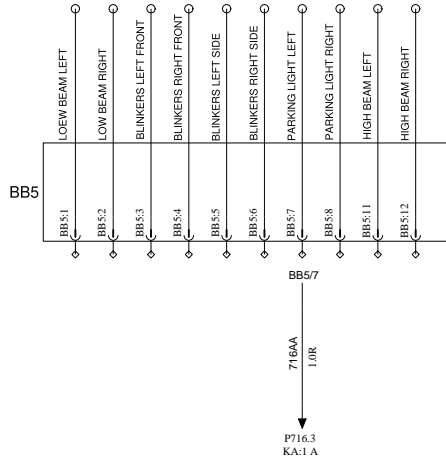 LOEW BEAM LEFT
LOW BEAM RIGHT
BLINKERS LEFT FRONT
BLINKERS RIGHT FRONT
BLINKERS LEFT SIDE
BLINKERS RIGHT SIDE
PARKING LIGHT LEFT
PARKING LIGHT RIGHT
HIGH BEAM LEFT
HIGH BEAM RIGHT
BB5
BB5:1
BB5:2
BB5:3
BB5:4
BB5:5
BB5:6
BB5:7
BB5:8
BB5:11
BB5:12
BB5/7
716AA
1.0R
P716.3
KA:1 A